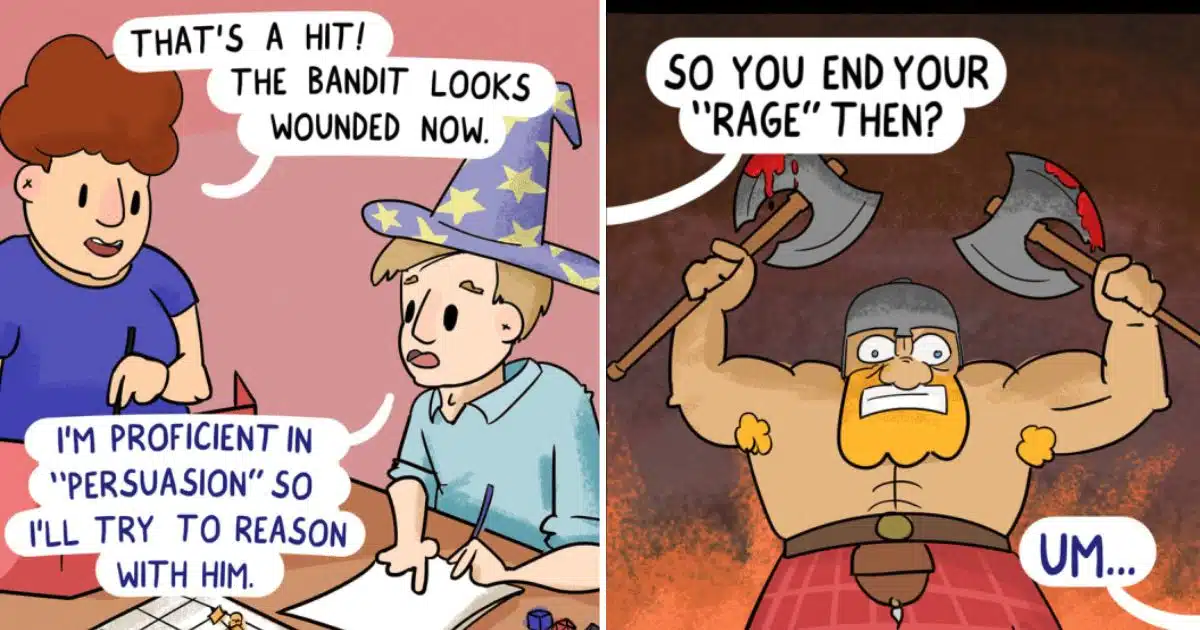 THAT'S A HIT!
THE BANDIT LOOKS
WOUNDED NOW.
I'M PROFICIENT IN
"PERSUASION" SO
I'LL TRY TO REASON
WITH HIM.
SO YOU END YOUR
"RAGE" THEN?
UM...